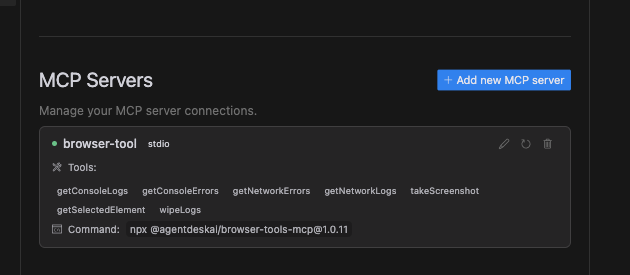 MCP Servers
+ Add new MCP server
Manage your MCP server connections.
browser-tool stdio
Tools:
getConsoleLogs getConsoleErrors getNetworkErrors getNetworkLogs takeScreenshot
getSelectedElement wipeLogs
Command: npx @agentdeskai/browser-tools-mcp@1.0.11